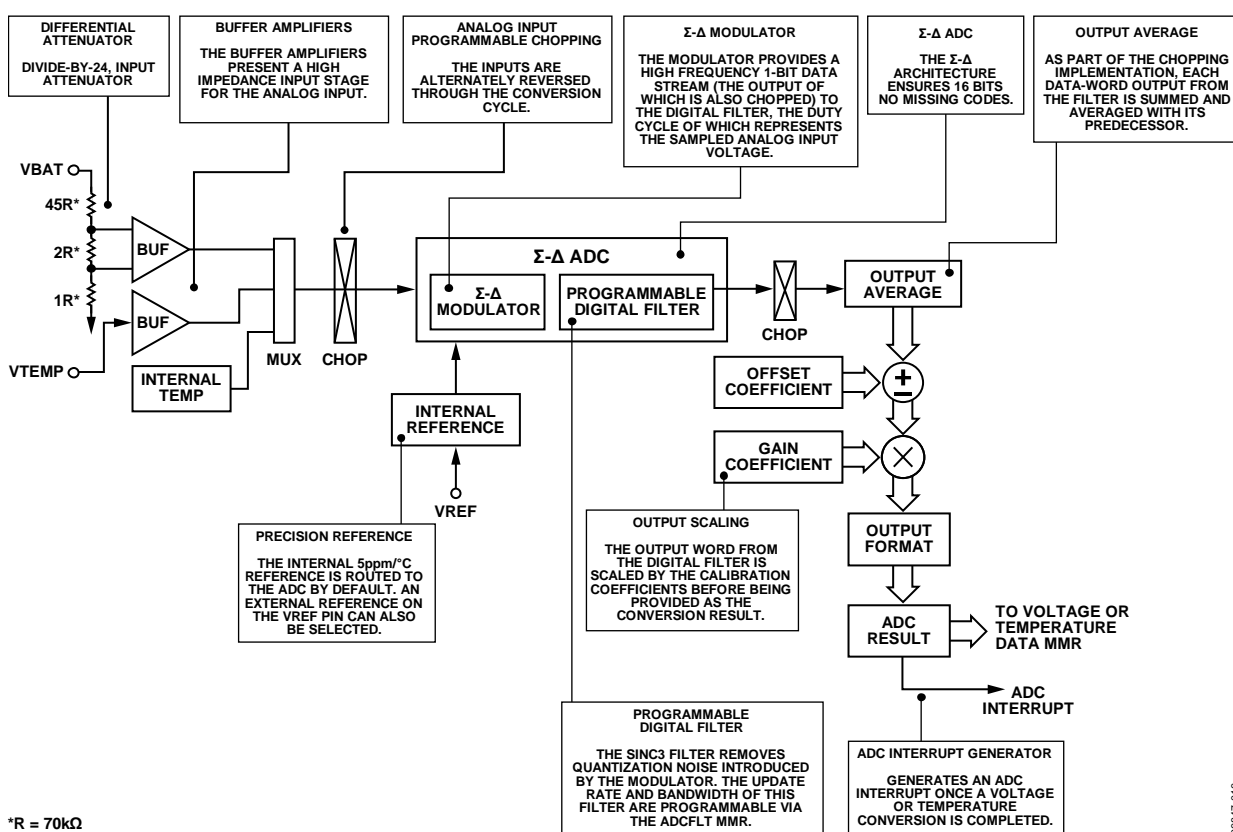 DIFFERENTIAL
ATTENUATOR
DIVIDE-BY-24, INPUT
ATTENUATOR
BUFFER AMPLIFIERS
THE BUFFER AMPLIFIERS
PRESENT A HIGH
IMPEDANCE INPUT STAGE
FOR THE ANALOG INPUT.
ANALOG INPUT
PROGRAMMABLE CHOPPING
THE INPUTS ARE
ALTERNATELY REVERSED
THROUGH THE CONVERSION
CYCLE.
Σ-Δ MODULATOR
THE MODULATOR PROVIDES A
HIGH FREQUENCY 1-BIT DATA
STREAM (THE OUTPUT OF
WHICH IS ALSO CHOPPED) TO
THE DIGITAL FILTER, THE DUTY
CYCLE OF WHICH REPRESENTS
THE SAMPLED ANALOG INPUT
VOLTAGE.
Σ-Δ ADC
THE Σ-Δ
ARCHITECTURE
ENSURES 16 BITS
NO MISSING CODES.
OUTPUT AVERAGE
AS PART OF THE CHOPPING
IMPLEMENTATION, EACH
DATA-WORD OUTPUT FROM
THE FILTER IS SUMMED AND
AVERAGED WITH ITS
PREDECESSOR.
VBAT
45R*
2R*
1R*
BUF
BUF
VTEMP
INTERNAL
TEMP
MUX
CHOP
Σ-Δ ADC
Σ-Δ
MODULATOR
PROGRAMMABLE
DIGITAL FILTER
CHOP
OUTPUT
AVERAGE
INTERNAL
REFERENCE
VREF
OFFSET
COEFFICIENT
GAIN
COEFFICIENT
OUTPUT
FORMAT
ADC
RESULT
TO VOLTAGE OR
TEMPERATURE
DATA MMR
ADC
INTERRUPT
PRECISION REFERENCE
THE INTERNAL 5ppm/°C
REFERENCE IS ROUTED TO
THE ADC BY DEFAULT. AN
EXTERNAL REFERENCE ON
THE VREF PIN CAN ALSO
BE SELECTED.
OUTPUT SCALING
THE OUTPUT WORD FROM
THE DIGITAL FILTER IS
SCALED BY THE CALIBRATION
COEFFICIENTS BEFORE BEING
PROVIDED AS THE
CONVERSION RESULT.
PROGRAMMABLE
DIGITAL FILTER
THE SINC3 FILTER REMOVES
QUANTIZATION NOISE INTRODUCED
BY THE MODULATOR. THE UPDATE
RATE AND BANDWIDTH OF THIS
FILTER ARE PROGRAMMABLE VIA
THE ADCFLT MMR.
ADC INTERRUPT GENERATOR
GENERATES AN ADC
INTERRUPT ONCE A VOLTAGE
OR TEMPERATURE
CONVERSION IS COMPLETED.
*R = 70kΩ